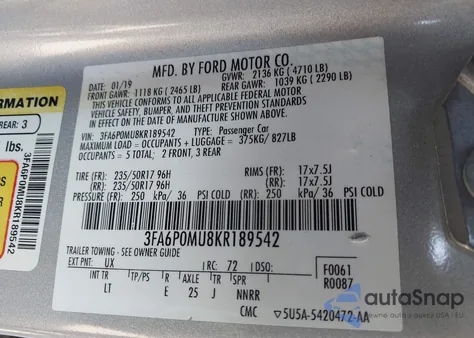 MFD. BY FORD MOTOR CO.
DATE: 01/19 GVWR: 2136 KG ( 4710 LB)
FRONT GAWR: 1118 KG ( 2465 LB) REAR GAWR: 1039 KG ( 2290 LB)
THIS VEHICLE CONFORMS TO ALL APPLICABLE FEDERAL MOTOR
VEHICLE SAFETY, BUMPER, AND THEFT PREVENTION STANDARDS IN
EFFECT ON THE DATE OF MANUFACTURE SHOWN ABOVE.
VIN: 3FA6P0MU8KR189542 TYPE: Passenger Car
MAXIMUM LOAD = OCCUPANTS + LUGGAGE = 375KG/ 827LB
OCCUPANTS = 5 TOTAL; 2 FRONT, 3 REAR
TIRE (FR): 235/50R17 96H RIMS (FR): 17x7.5J
(RR): 235/50R17 96H (RR): 17x7.5J
PRESSURE (FR): 250 kPa/ 36 PSI COLD (RR): 250 kPa/ 36 PSI COLD
3FA6P0MU8KR189542
TRAILER TOWING - SEE OWNER GUIDE
EXT PNT: UX RC: 72 DSO: F0061
INT TR TP/PS R AXLE TR SPR R0087
LT E 25 J NNRR
CMC 5U5A-5420472-AA
FORMATION
REAR: 3
lbs.
3FA6P0MU8KR189542
autoSnap